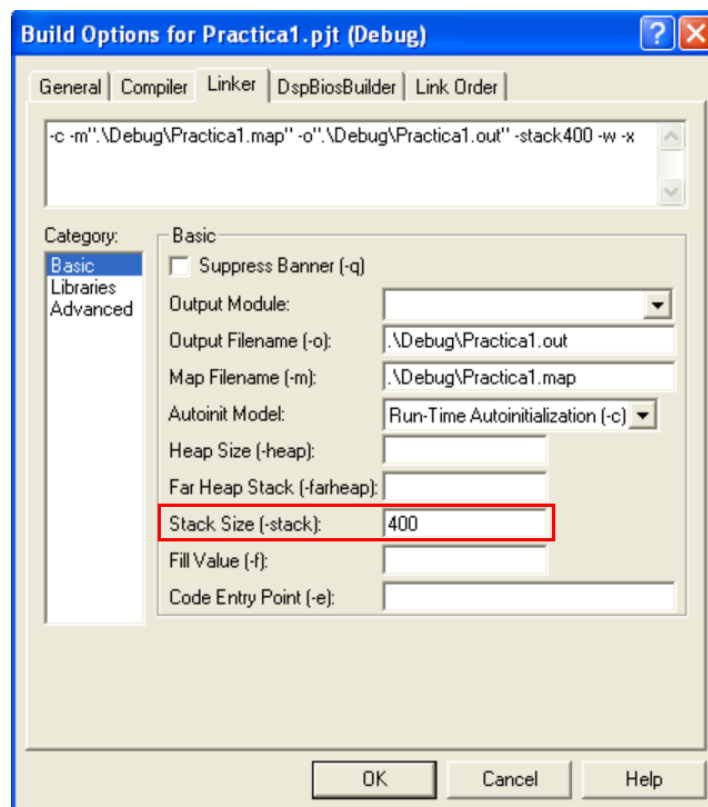 Build Options for Practica1.pjt (Debug)
General Compiler Linker DspBiosBuilder Link Order
-c -m".\Debug\Practica1.map" -o".\Debug\Practica1.out" -stack400 -w -x
Category:
Basic
Libraries
Advanced
Basic
Suppress Banner (-q)
Output Module:
Output Filename (-o): .\Debug\Practica1.out
Map Filename (-m): .\Debug\Practica1.map
Autoinit Model: Run-Time Autoinitialization (-c)
Heap Size (-heap):
Far Heap Stack (-farheap):
Stack Size (-stack): 400
Fill Value (-f):
Code Entry Point (-e):
OK Cancel Help